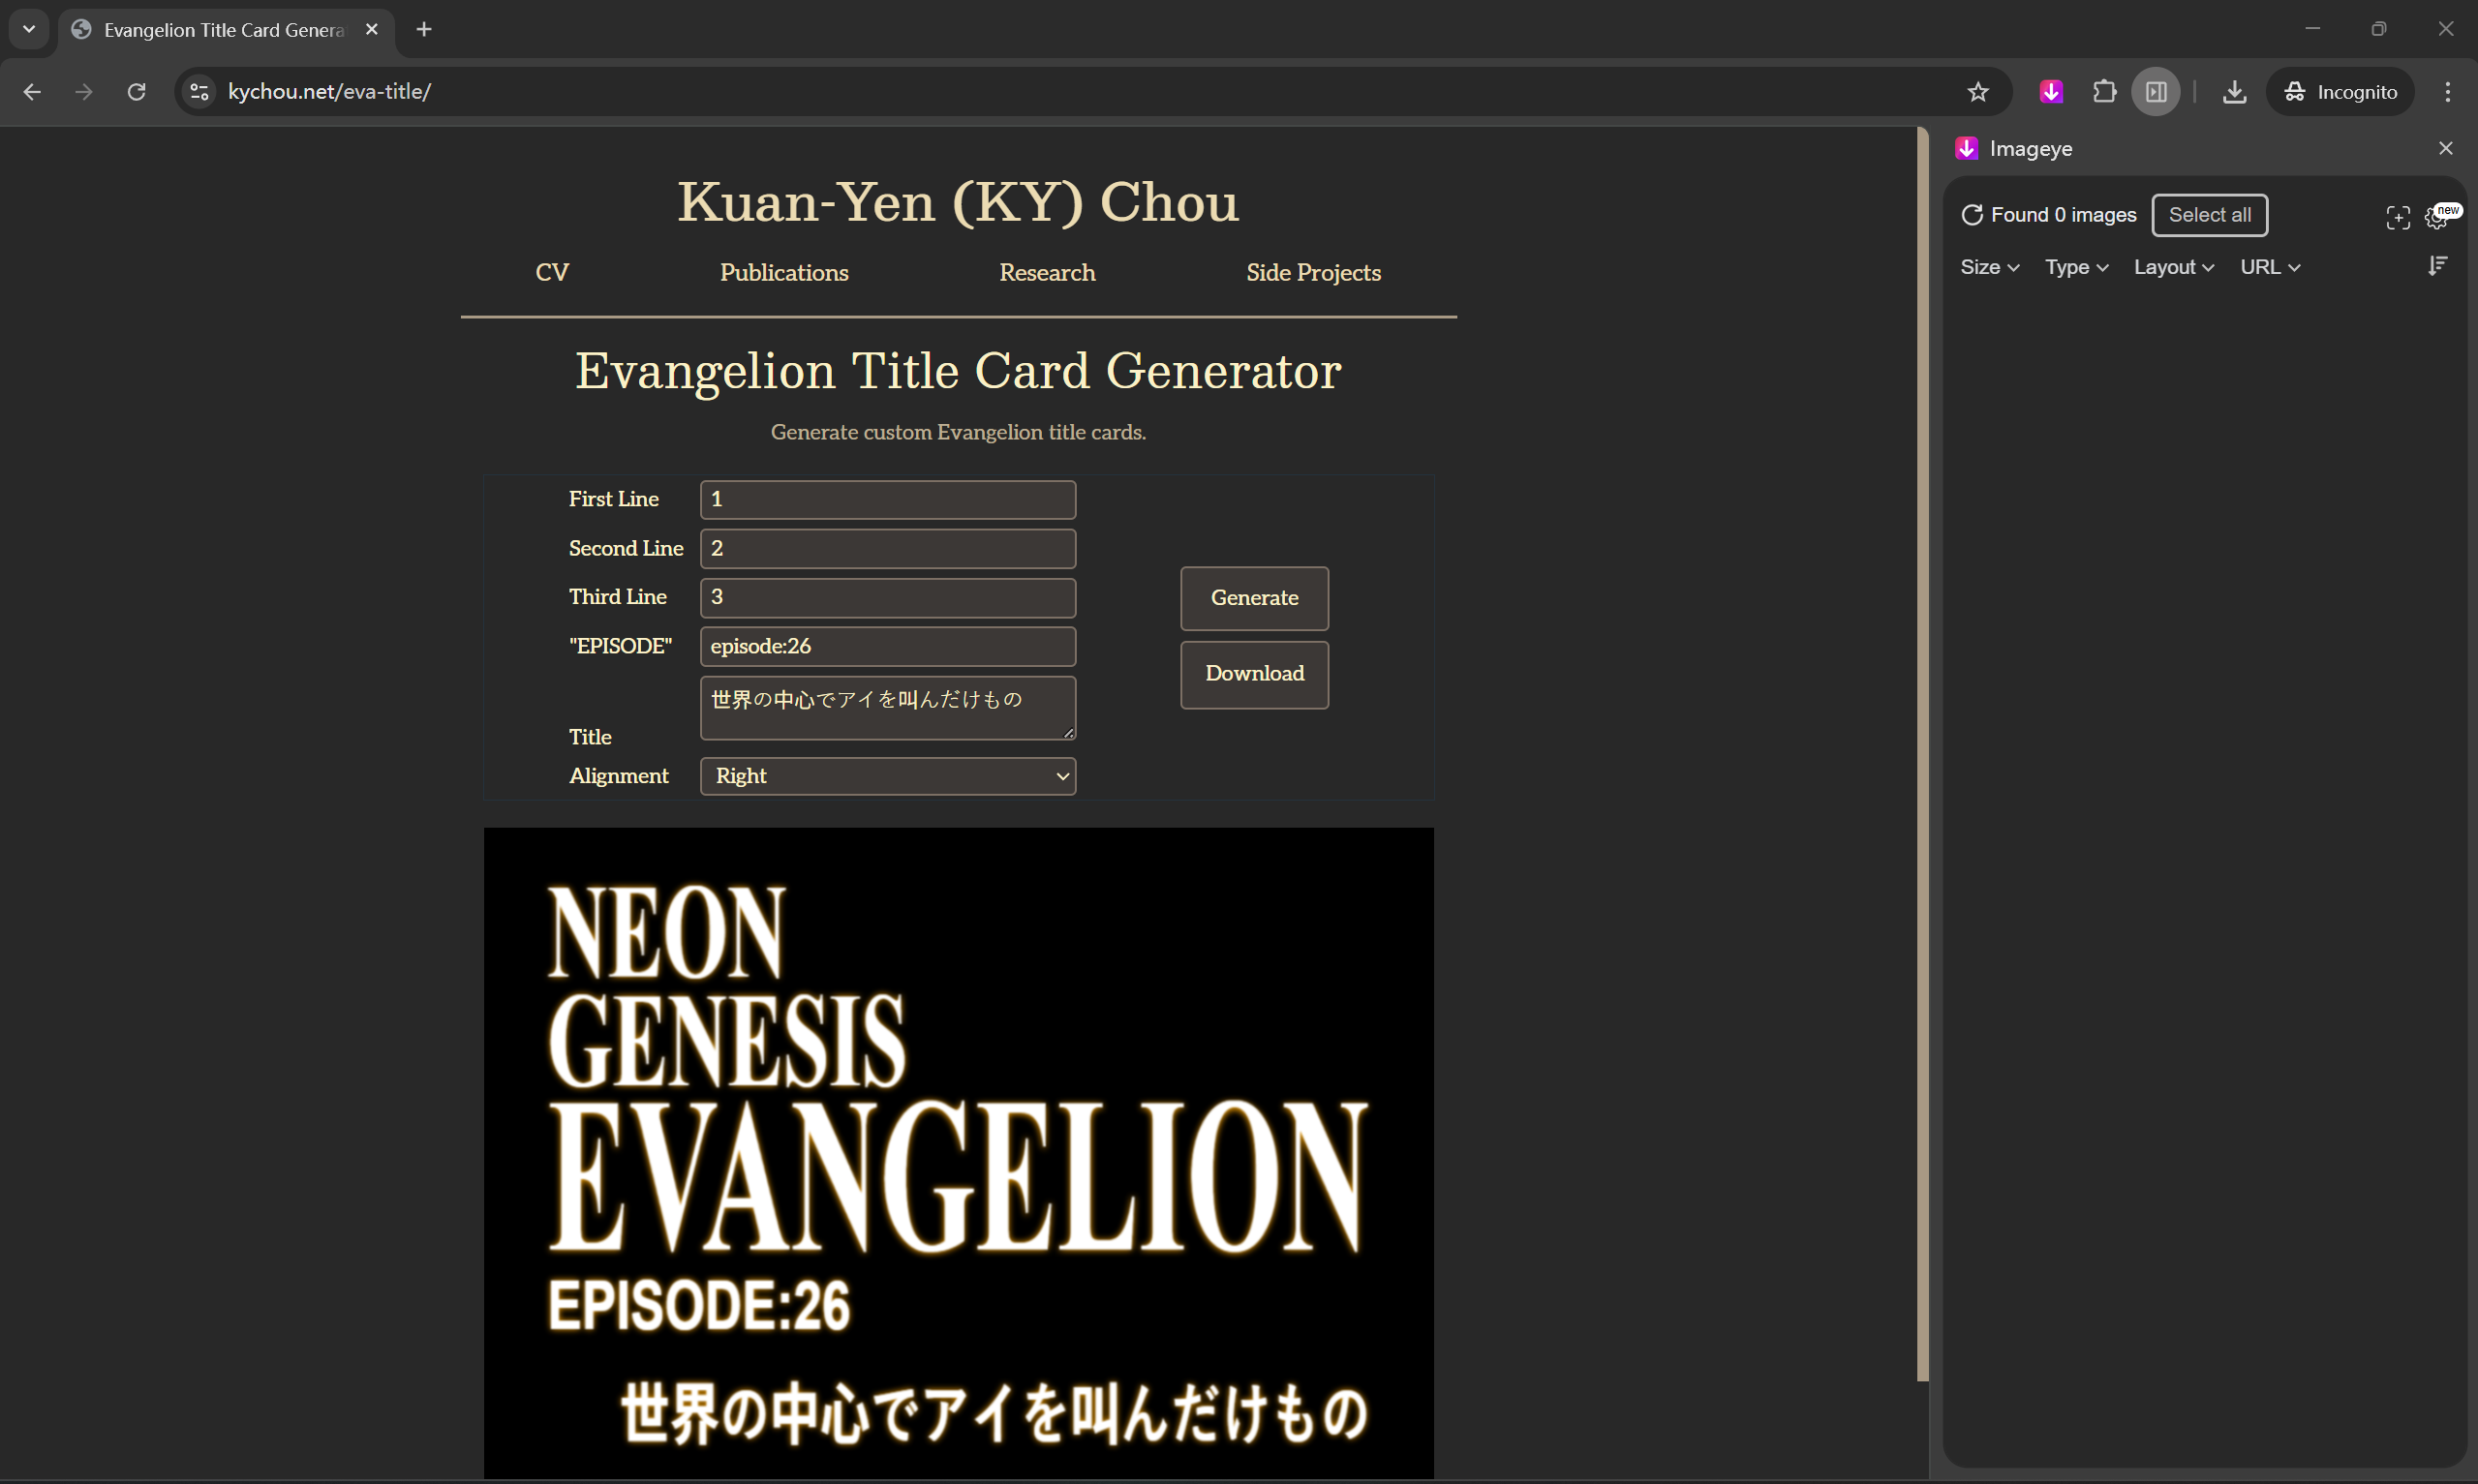 Evangelion Title Card Genera
kychou.net/eva-title/
Incognito
Kuan-Yen (KY) Chou
CV
Publications
Research
Side Projects
Evangelion Title Card Generator
Generate custom Evangelion title cards.
First Line
1
Second Line
2
Third Line
3
"EPISODE"
episode:26
Title
世界の中心でアイを叫んだけもの
Alignment
Right
Generate
Download
NEON
GENESIS
EVANGELION
EPISODE:26
世界の中心でアイを叫んだけもの
Imageye
Found 0 images
Select all
new
Size
Type
Layout
URL